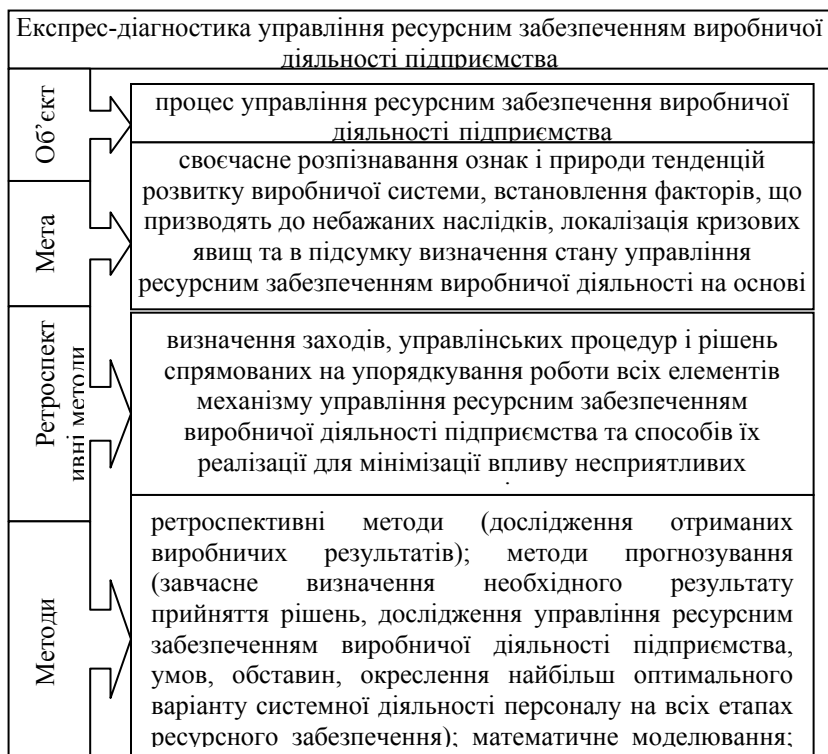 Експрес-діагностика управління ресурсним забезпеченням виробничої
діяльності підприємства
Об’єкт
процес управління ресурсним забезпечення виробничої
діяльності підприємства
Мета
своєчасне розпізнавання ознак і природи тенденцій
розвитку виробничої системи, встановлення факторів, що
призводять до небажаних наслідків, локалізація кризових
явищ та в підсумку визначення стану управління
ресурсним забезпеченням виробничої діяльності на основі
Ретроспект
ивні методи
визначення заходів, управлінських процедур і рішень
спрямованих на упорядкування роботи всіх елементів
механізму управління ресурсним забезпеченням
виробничої діяльності підприємства та способів їх
реалізації для мінімізації впливу несприятливих
Методи
ретроспективні методи (дослідження отриманих
виробничих результатів); методи прогнозування
(завчасне визначення необхідного результату
прийняття рішень, дослідження управління ресурсним
забезпеченням виробничої діяльності підприємства,
умов, обставин, окреслення найбільш оптимального
варіанту системної діяльності персоналу на всіх етапах
ресурсного забезпечення); математичне моделювання;